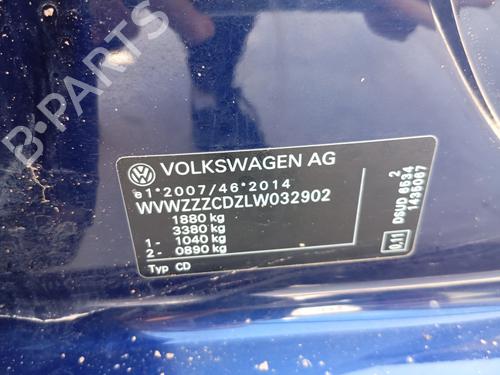 B-PARTS
VOLKSWAGEN AG
e1*2007/46*2014
WVWZZZCDZLW032902
1880 kg
3380 kg
1- 1040 kg
2- 0890 kg
Typ CD
2
DSUD 6534
1435067